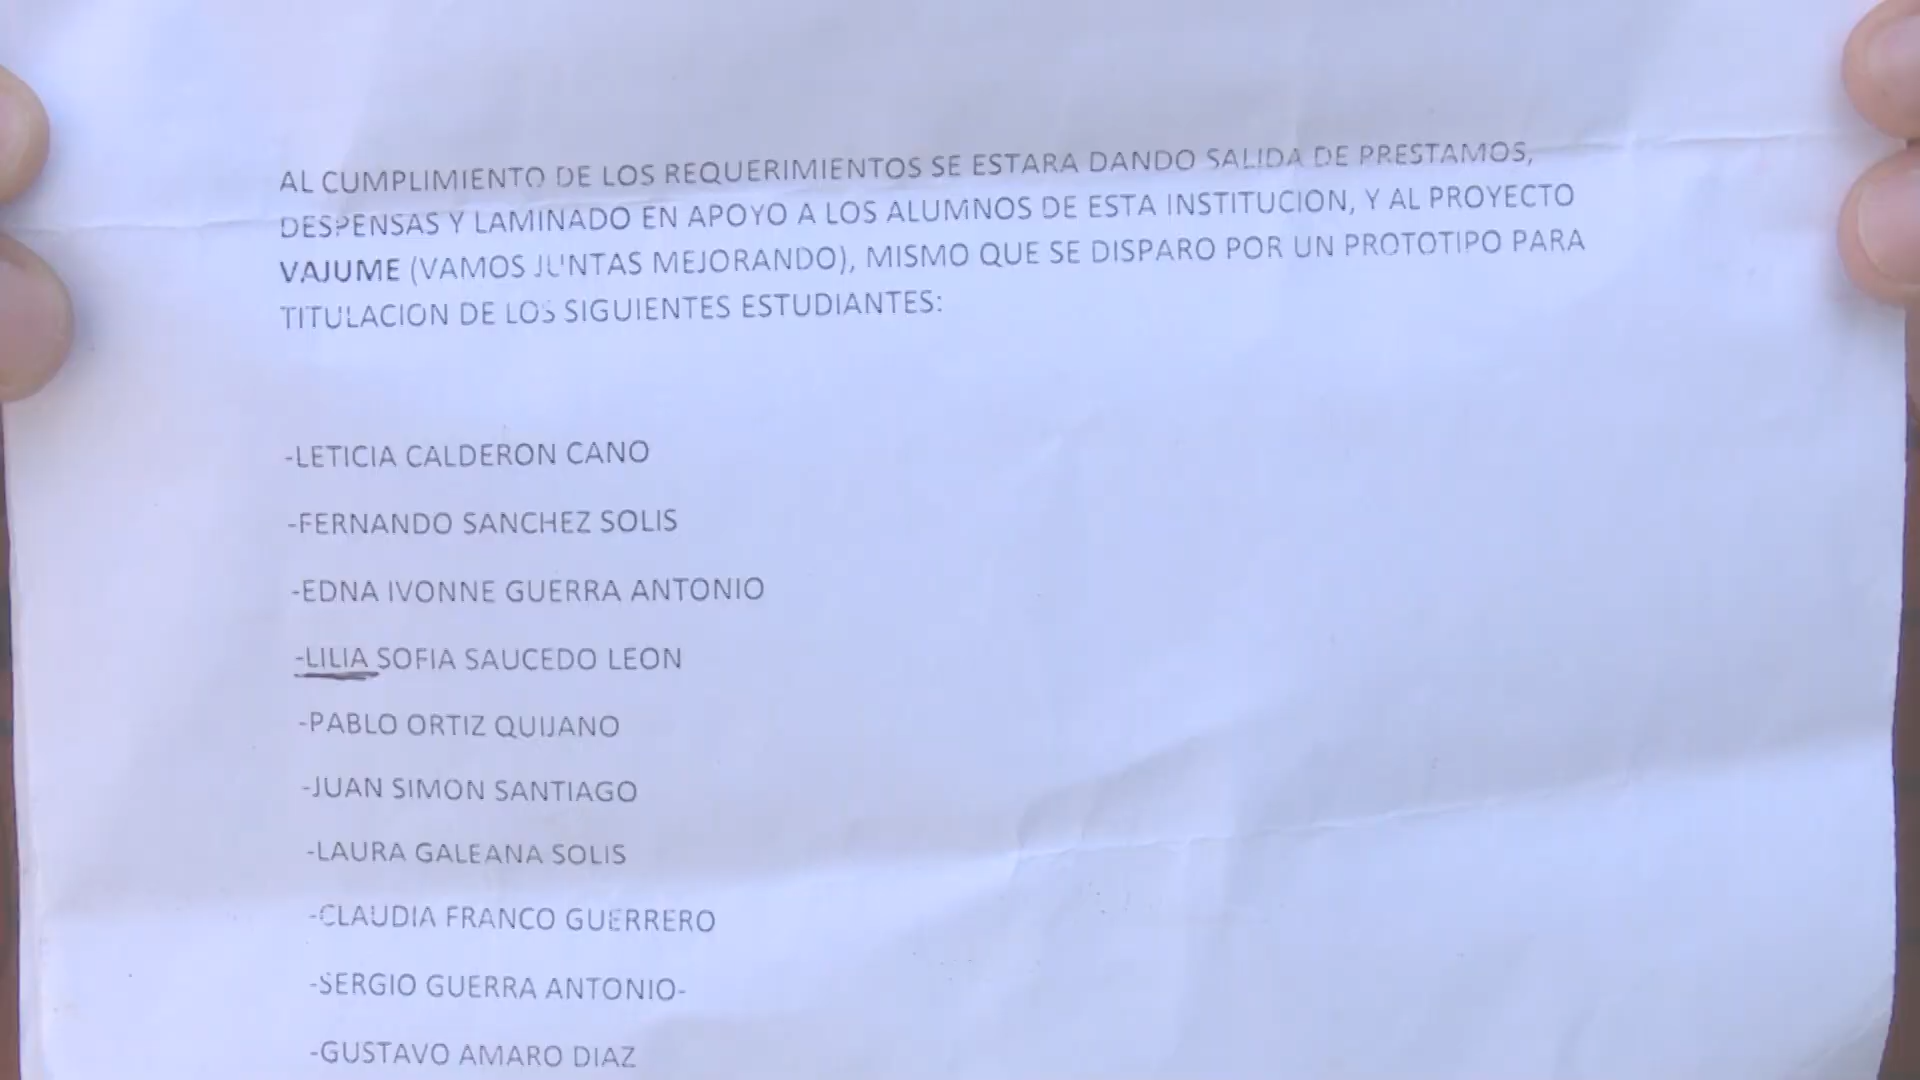 AL CUMPLIMIENTO DE LOS REQUERIMIENTOS SE ESTARA DANDO SALIDA DE PRESTAMOS,
DESPENSAS Y LAMINADO EN APOYO A LOS ALUMNOS DE ESTA INSTITUCION, Y AL PROYECTO
VAJUME (VAMOS JUNTAS MEJORANDO), MISMO QUE SE DISPARO POR UN PROTOTIPO PARA
TITULACION DE LOS SIGUIENTES ESTUDIANTES:
-LETICIA CALDERON CANO
-FERNANDO SANCHEZ SOLIS
-EDNA IVONNE GUERRA ANTONIO
-LILIA SOFIA SAUCEDO LEON
-PABLO ORTIZ QUIJANO
-JUAN SIMON SANTIAGO
-LAURA GALEANA SOLIS
-CLAUDIA FRANCO GUERRERO
-SERGIO GUERRA ANTONIO-
-GUSTAVO AMARO DIAZ